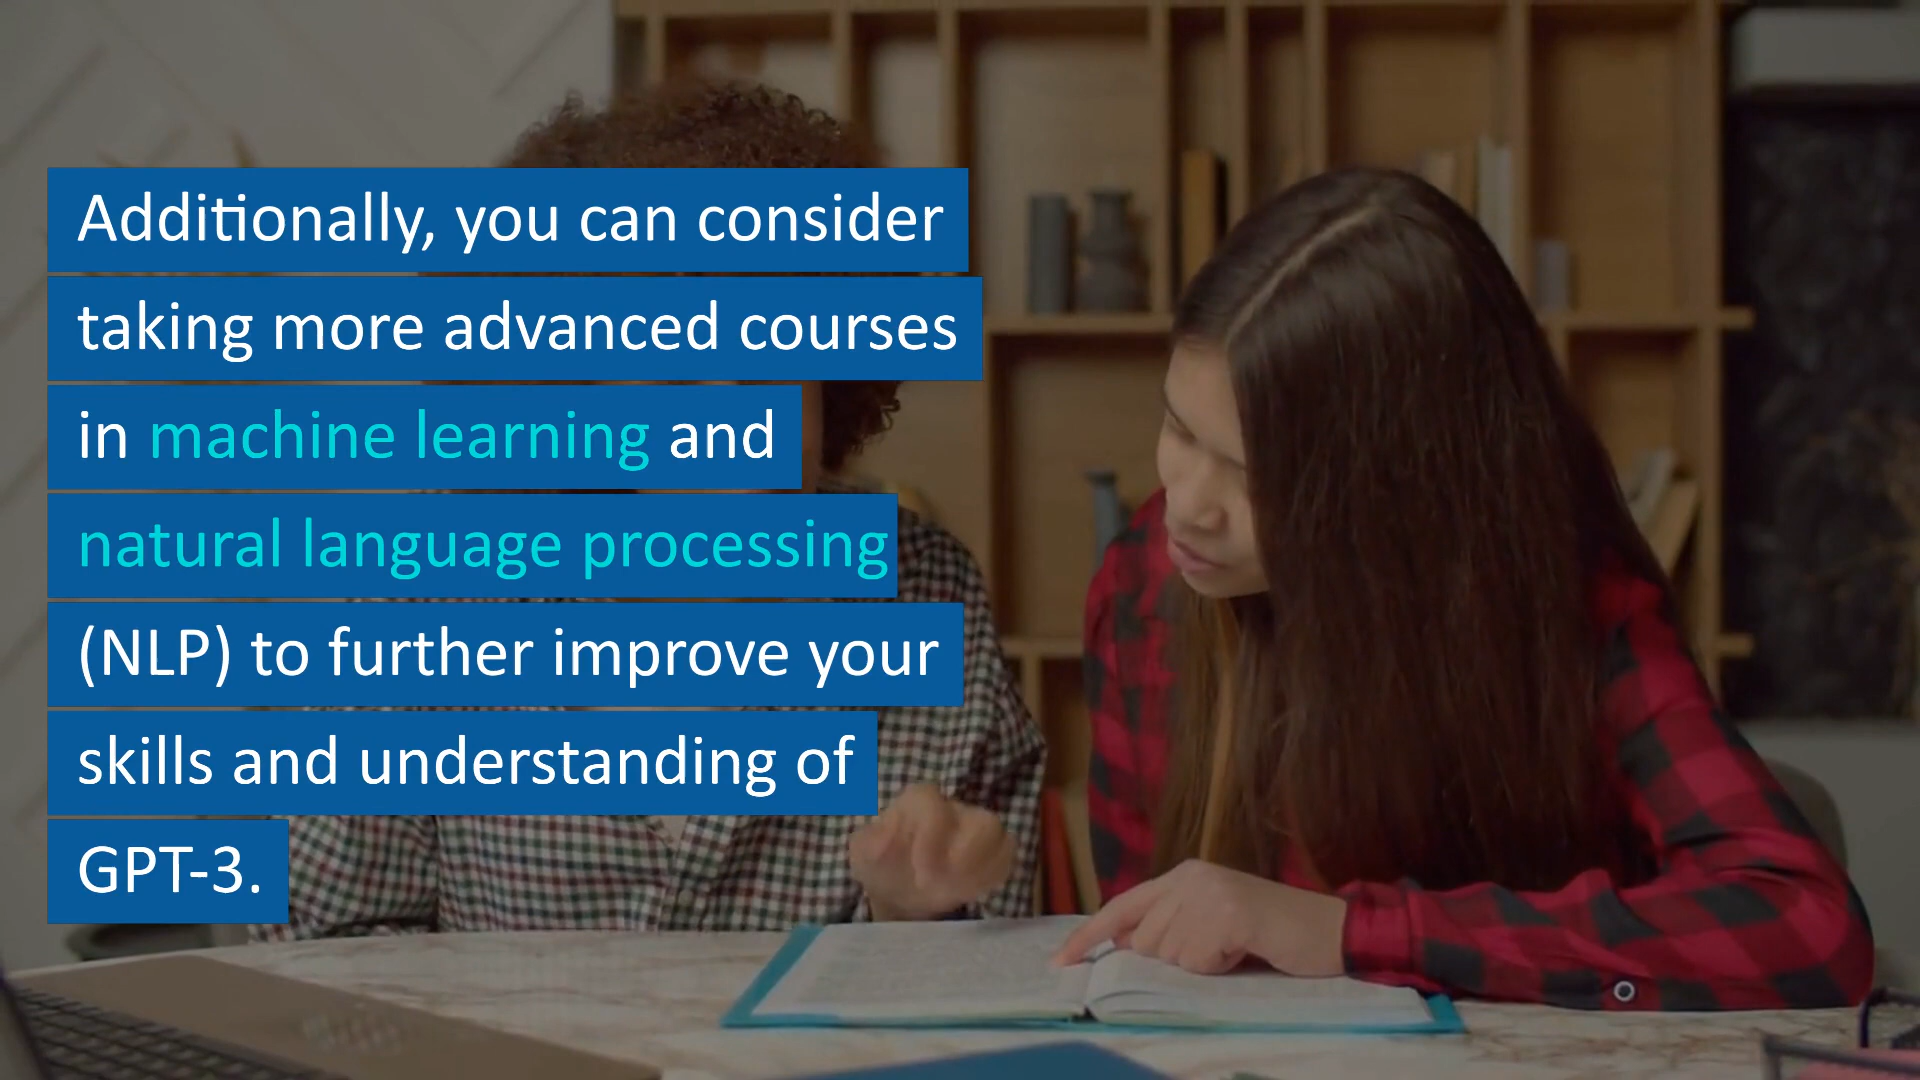 Additionally, you can consider
taking more advanced courses
in machine learning and
natural language processing
(NLP) to further improve your
skills and understanding of
GPT-3.